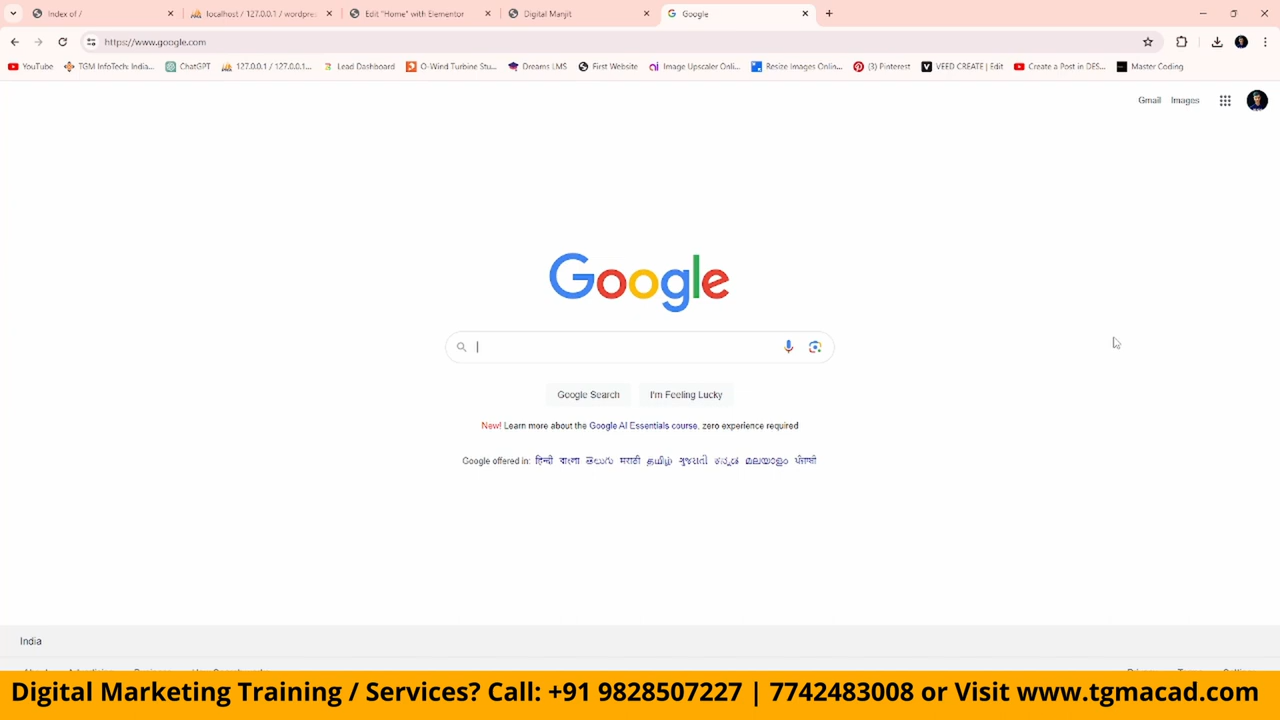 Index of /
localhost / 127.0.0.1 / wordpre
Edit "Home" with Elementor
Digital Manjit
Google
https://www.google.com
YouTube
TGM InfoTech: India...
ChatGPT
127.0.0.1 / 127.0.0.1...
Lead Dashboard
O-Wind Turbine Stu...
Dreams LMS
First Website
Image Upscaler Onli...
Resize Images Online...
(3) Pinterest
VEED CREATE | Edit
Create a Post in DES...
Master Coding
Gmail
Images
Google
Google Search
I'm Feeling Lucky
New! Learn more about the Google AI Essentials course, zero experience required
Google offered in: हिन्दी বাংলা తెలుగు मराठी தமிழ் ગુજરાતી ಕನ್ನಡ മലയാളം ਪੰਜਾਬੀ
India
Digital Marketing Training / Services? Call: +91 9828507227 | 7742483008 or Visit www.tgmacad.com